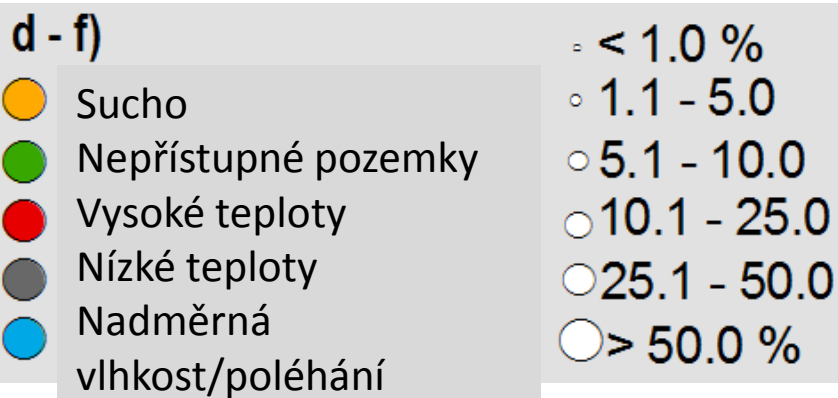 d - f)
Sucho
Nepřístupné pozemky
Vysoké teploty
Nízké teploty
Nadměrná
vlhkost/poléhání
< 1.0 %
1.1 - 5.0
5.1 - 10.0
10.1 - 25.0
25.1 - 50.0
> 50.0 %